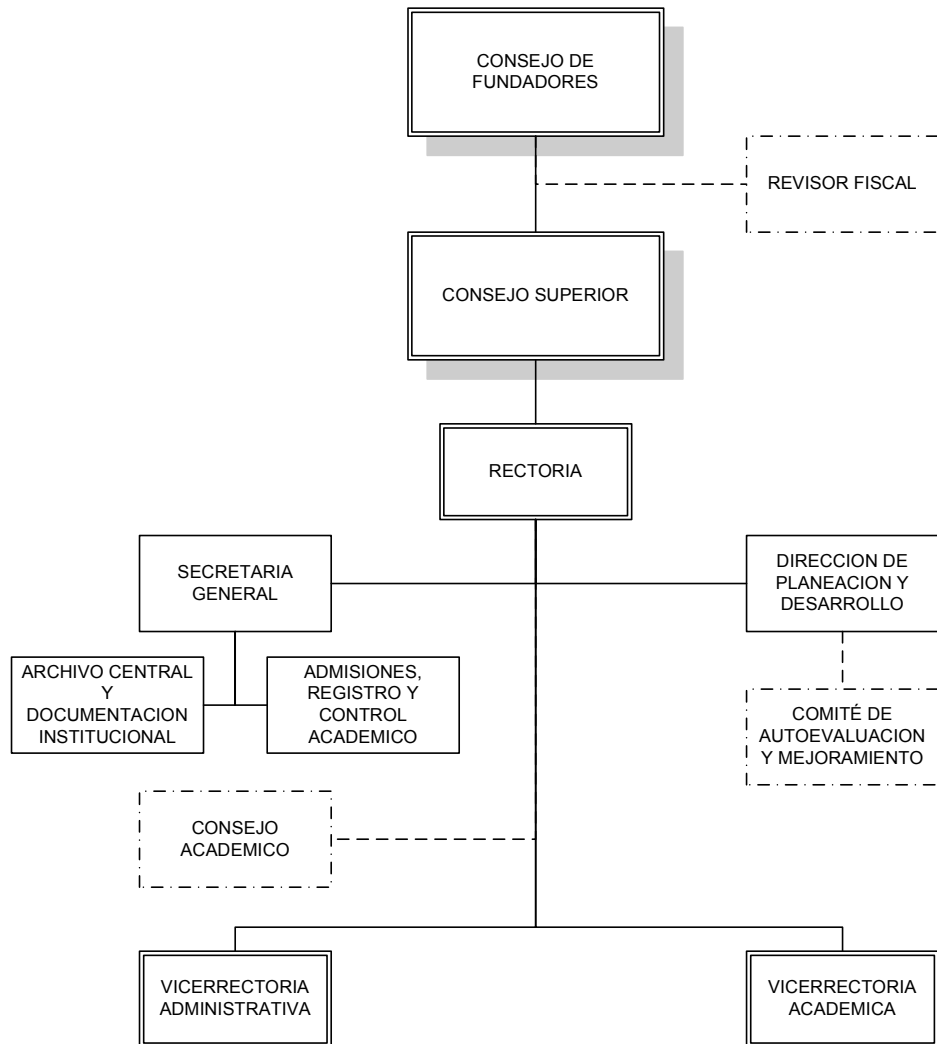 CONSEJO DE
FUNDADORES
REVISOR FISCAL
CONSEJO SUPERIOR
RECTORIA
SECRETARIA
GENERAL
DIRECCION DE
PLANEACION Y
DESARROLLO
ARCHIVO CENTRAL
Y
DOCUMENTACION
INSTITUCIONAL
ADMISIONES,
REGISTRO Y
CONTROL
ACADEMICO
COMITÉ DE
AUTOEVALUACION
Y MEJORAMIENTO
CONSEJO
ACADEMICO
VICERRECTORIA
ADMINISTRATIVA
VICERRECTORIA
ACADEMICA